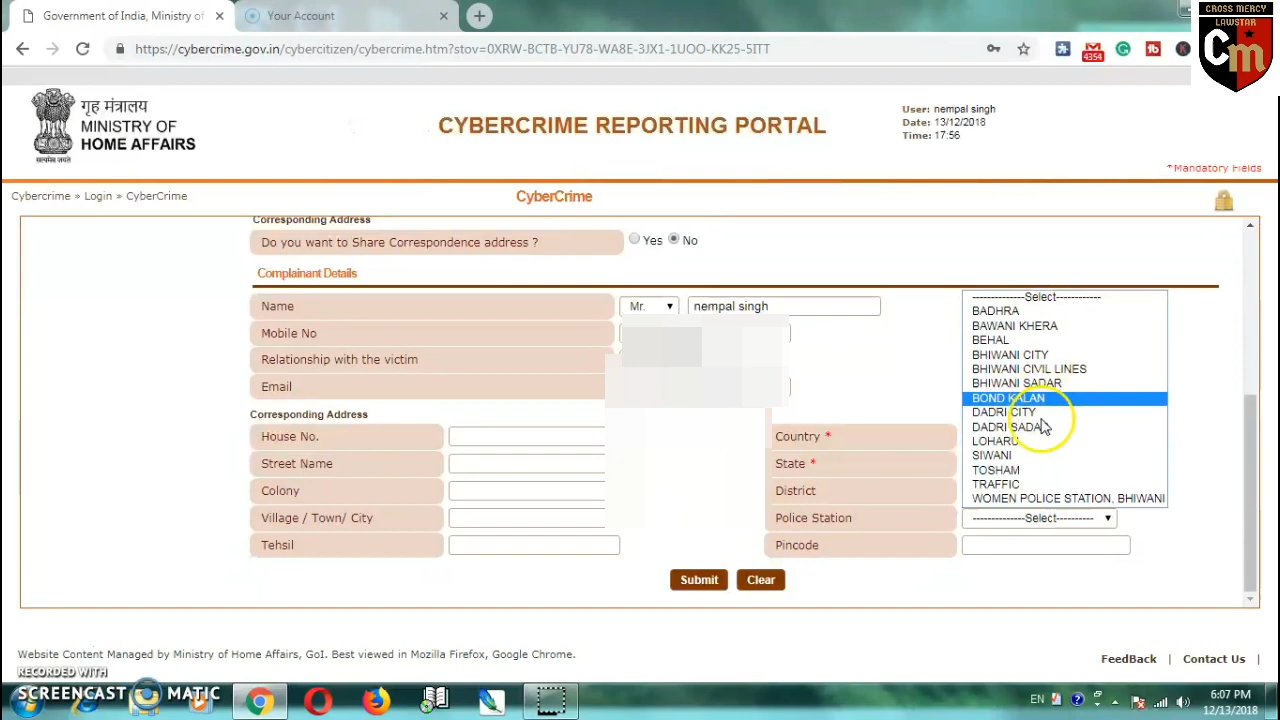 Government of India, Ministry of
Your Account
CROSS MERCY
LAWSTAR
Cm
https://cybercrime.gov.in/cybercitizen/cybercrime.htm?stov=0XRW-BCTB-YU78-WA8E-3JX1-1UOO-KK25-5ITT
4354
गृह मंत्रालय
MINISTRY OF
HOME AFFAIRS
सत्यमेव जयते
CYBERCRIME REPORTING PORTAL
User: nempal singh
Date: 13/12/2018
Time: 17:56
*Mandatory Fields
Cybercrime » Login » CyberCrime
CyberCrime
Corresponding Address
Do you want to Share Correspondence address ?
Yes
No
Complainant Details
Name
Mr.
nempal singh
Mobile No
Relationship with the victim
Email
Corresponding Address
House No.
Street Name
Colony
Village / Town/ City
Tehsil
Country *
State *
District
Police Station
Pincode
--------------Select------------
BADHRA
BAWANI KHERA
BEHAL
BHIWANI CITY
BHIWANI CIVIL LINES
BHIWANI SADAR
BOND KALAN
DADRI CITY
DADRI SADAR
LOHARU
SIWANI
TOSHAM
TRAFFIC
WOMEN POLICE STATION, BHIWANI
--------------Select----------
Submit
Clear
Website Content Managed by Ministry of Home Affairs, GoI. Best viewed in Mozilla Firefox, Google Chrome.
FeedBack | Contact Us |
RECORDED WITH
SCREENCAST MATIC
EN
6:07 PM
12/13/2018